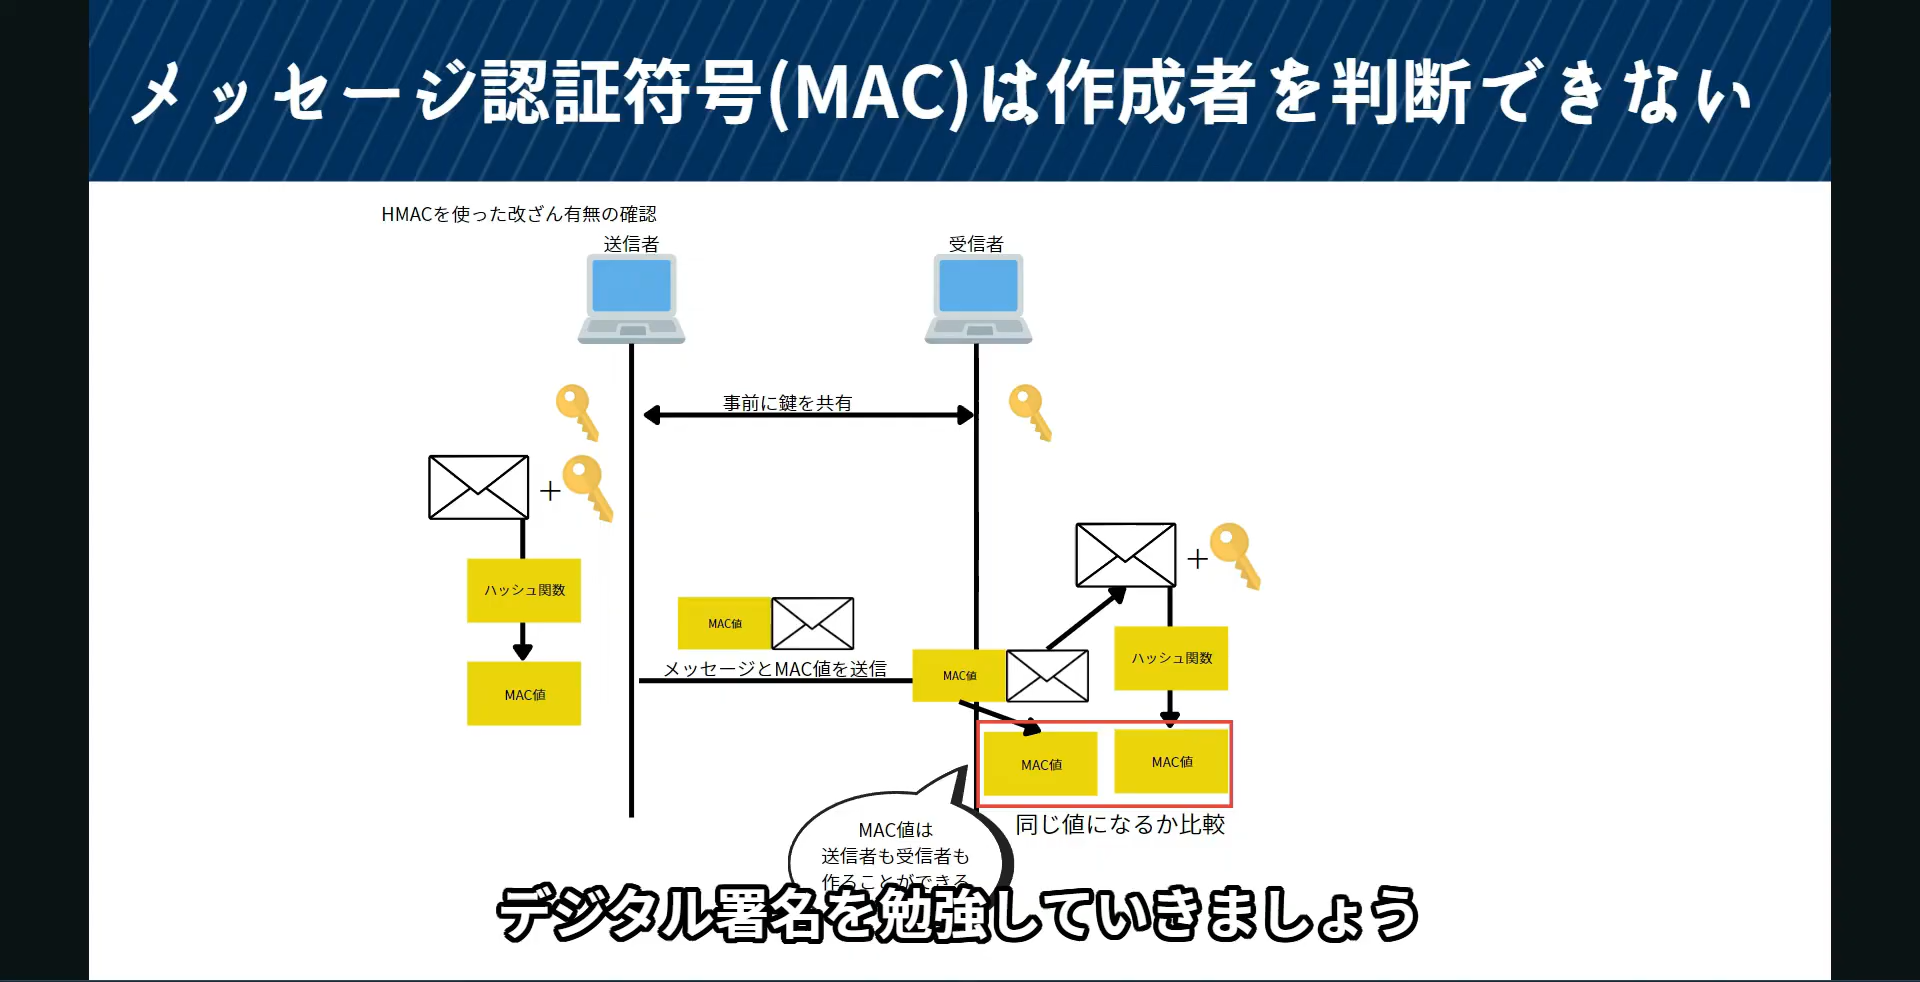 メッセージ認証符号(MAC)は作成者を判断できない
HMACを使った改ざん有無の確認
送信者
受信者
事前に鍵を共有
+
+
ハッシュ関数
MAC値
MAC値
メッセージとMAC値を送信
MAC値
ハッシュ関数
MAC値
MAC値
同じ値になるか比較
MAC値は
送信者も受信者も
作ることができる
デジタル署名を勉強していきましょう